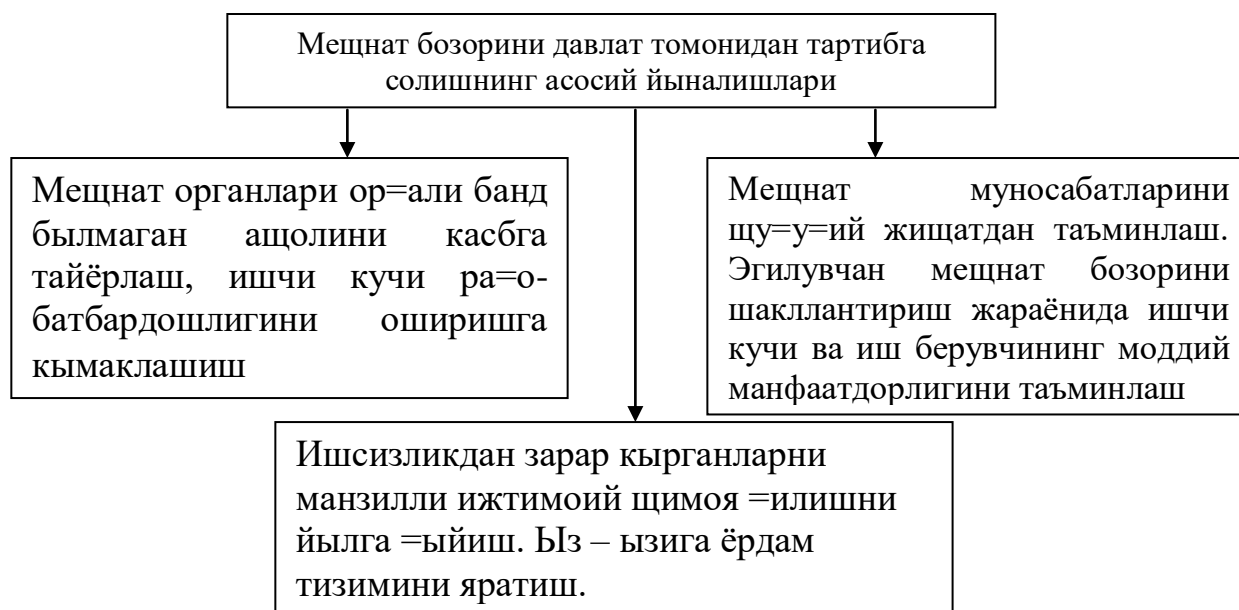 Мещнат бозорини давлат томонидан тартибга
солишнинг асосий йыналишлари
Мещнат органлари ор=али банд
былмаган ащолини касбга
тайёрлаш, ишчи кучи ра=о-
батбардошлигини оширишга
кымаклашиш
Мещнат муносабатларини
щу=у=ий жищатдан таъминлаш.
Эгилувчан мещнат бозорини
шакллантириш жараёнида ишчи
кучи ва иш берувчининг моддий
манфаатдорлигини таъминлаш
Ишсизликдан зарар кырганларни
манзилли ижтимоий щимоя =илишни
йылга =ыйиш. Ыз – ызига ёрдам
тизимини яратиш.